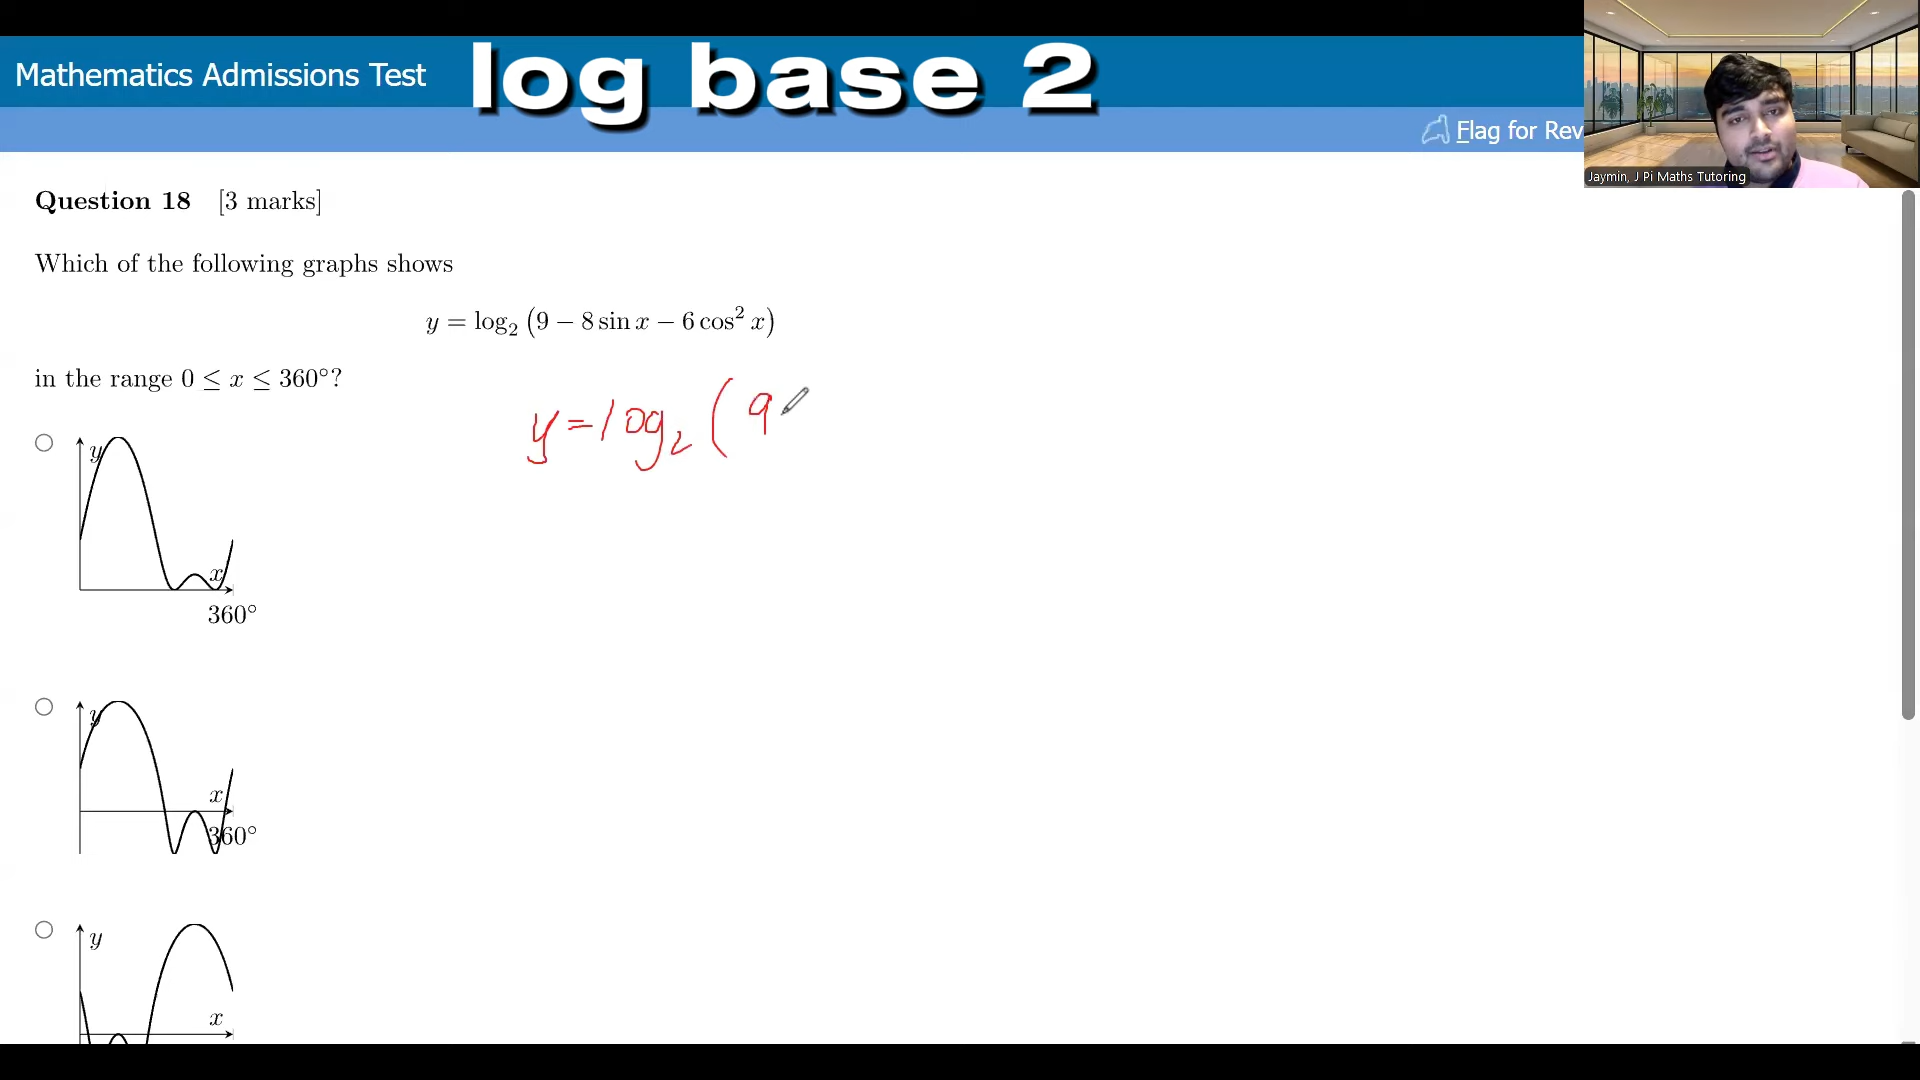 Mathematics Admissions Test
log base 2
Flag for Rev
Jaymin, J Pi Maths Tutoring
Question 18 [3 marks]
Which of the following graphs shows
y = log₂ (9 − 8 sin x − 6 cos² x)
in the range 0 ≤ x ≤ 360°?
y = log₂ ( 9
y
x
360°
y
x
360°
y
x